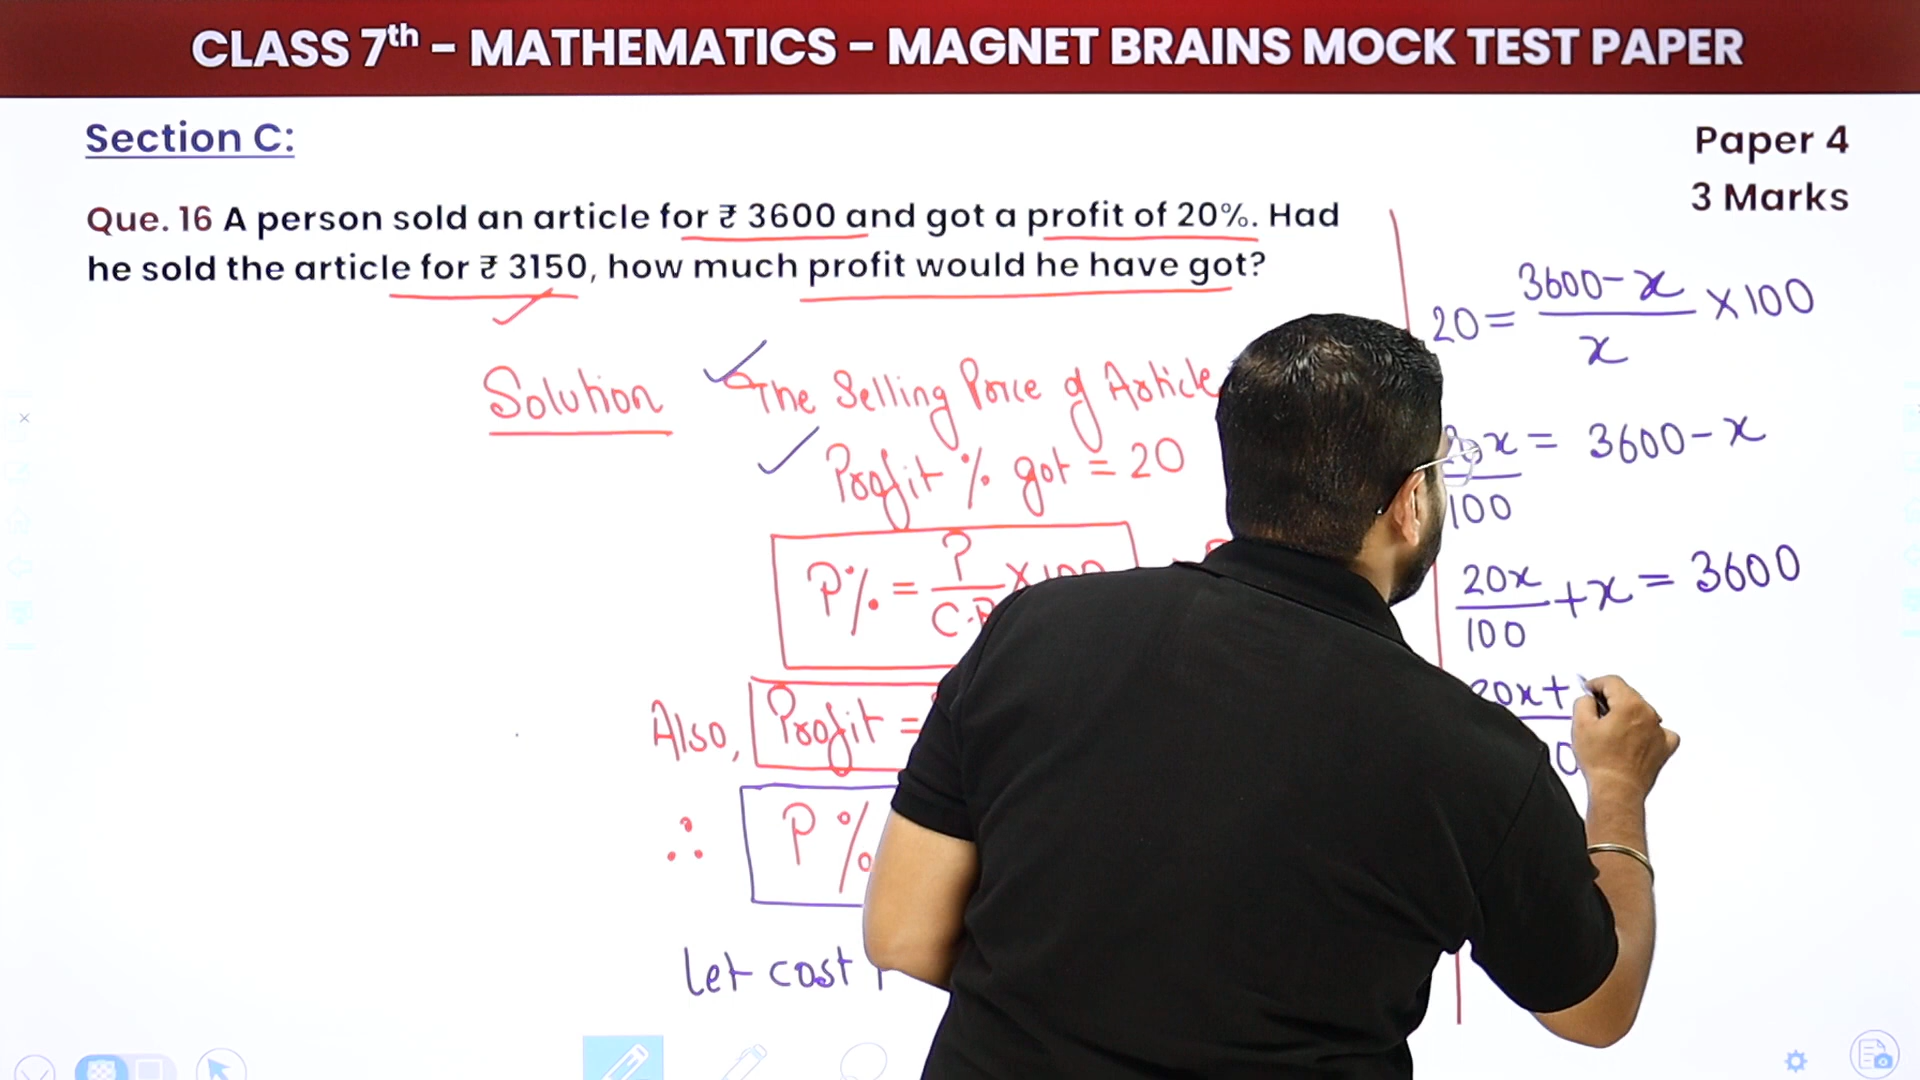 CLASS 7th – MATHEMATICS – MAGNET BRAINS MOCK TEST PAPER
Section C:
Paper 4
3 Marks
Que. 16 A person sold an article for ₹ 3600 and got a profit of 20%. Had
he sold the article for ₹ 3150, how much profit would he have got?
Solution
The Selling Price of Article
Profit % got = 20
P% = P/C.P × 100
Also, Profit =
∴ P %
Let cost
20 = 3600 - x / x × 100
x = 3600 - x
100
20x / 100 + x = 3600
20x +